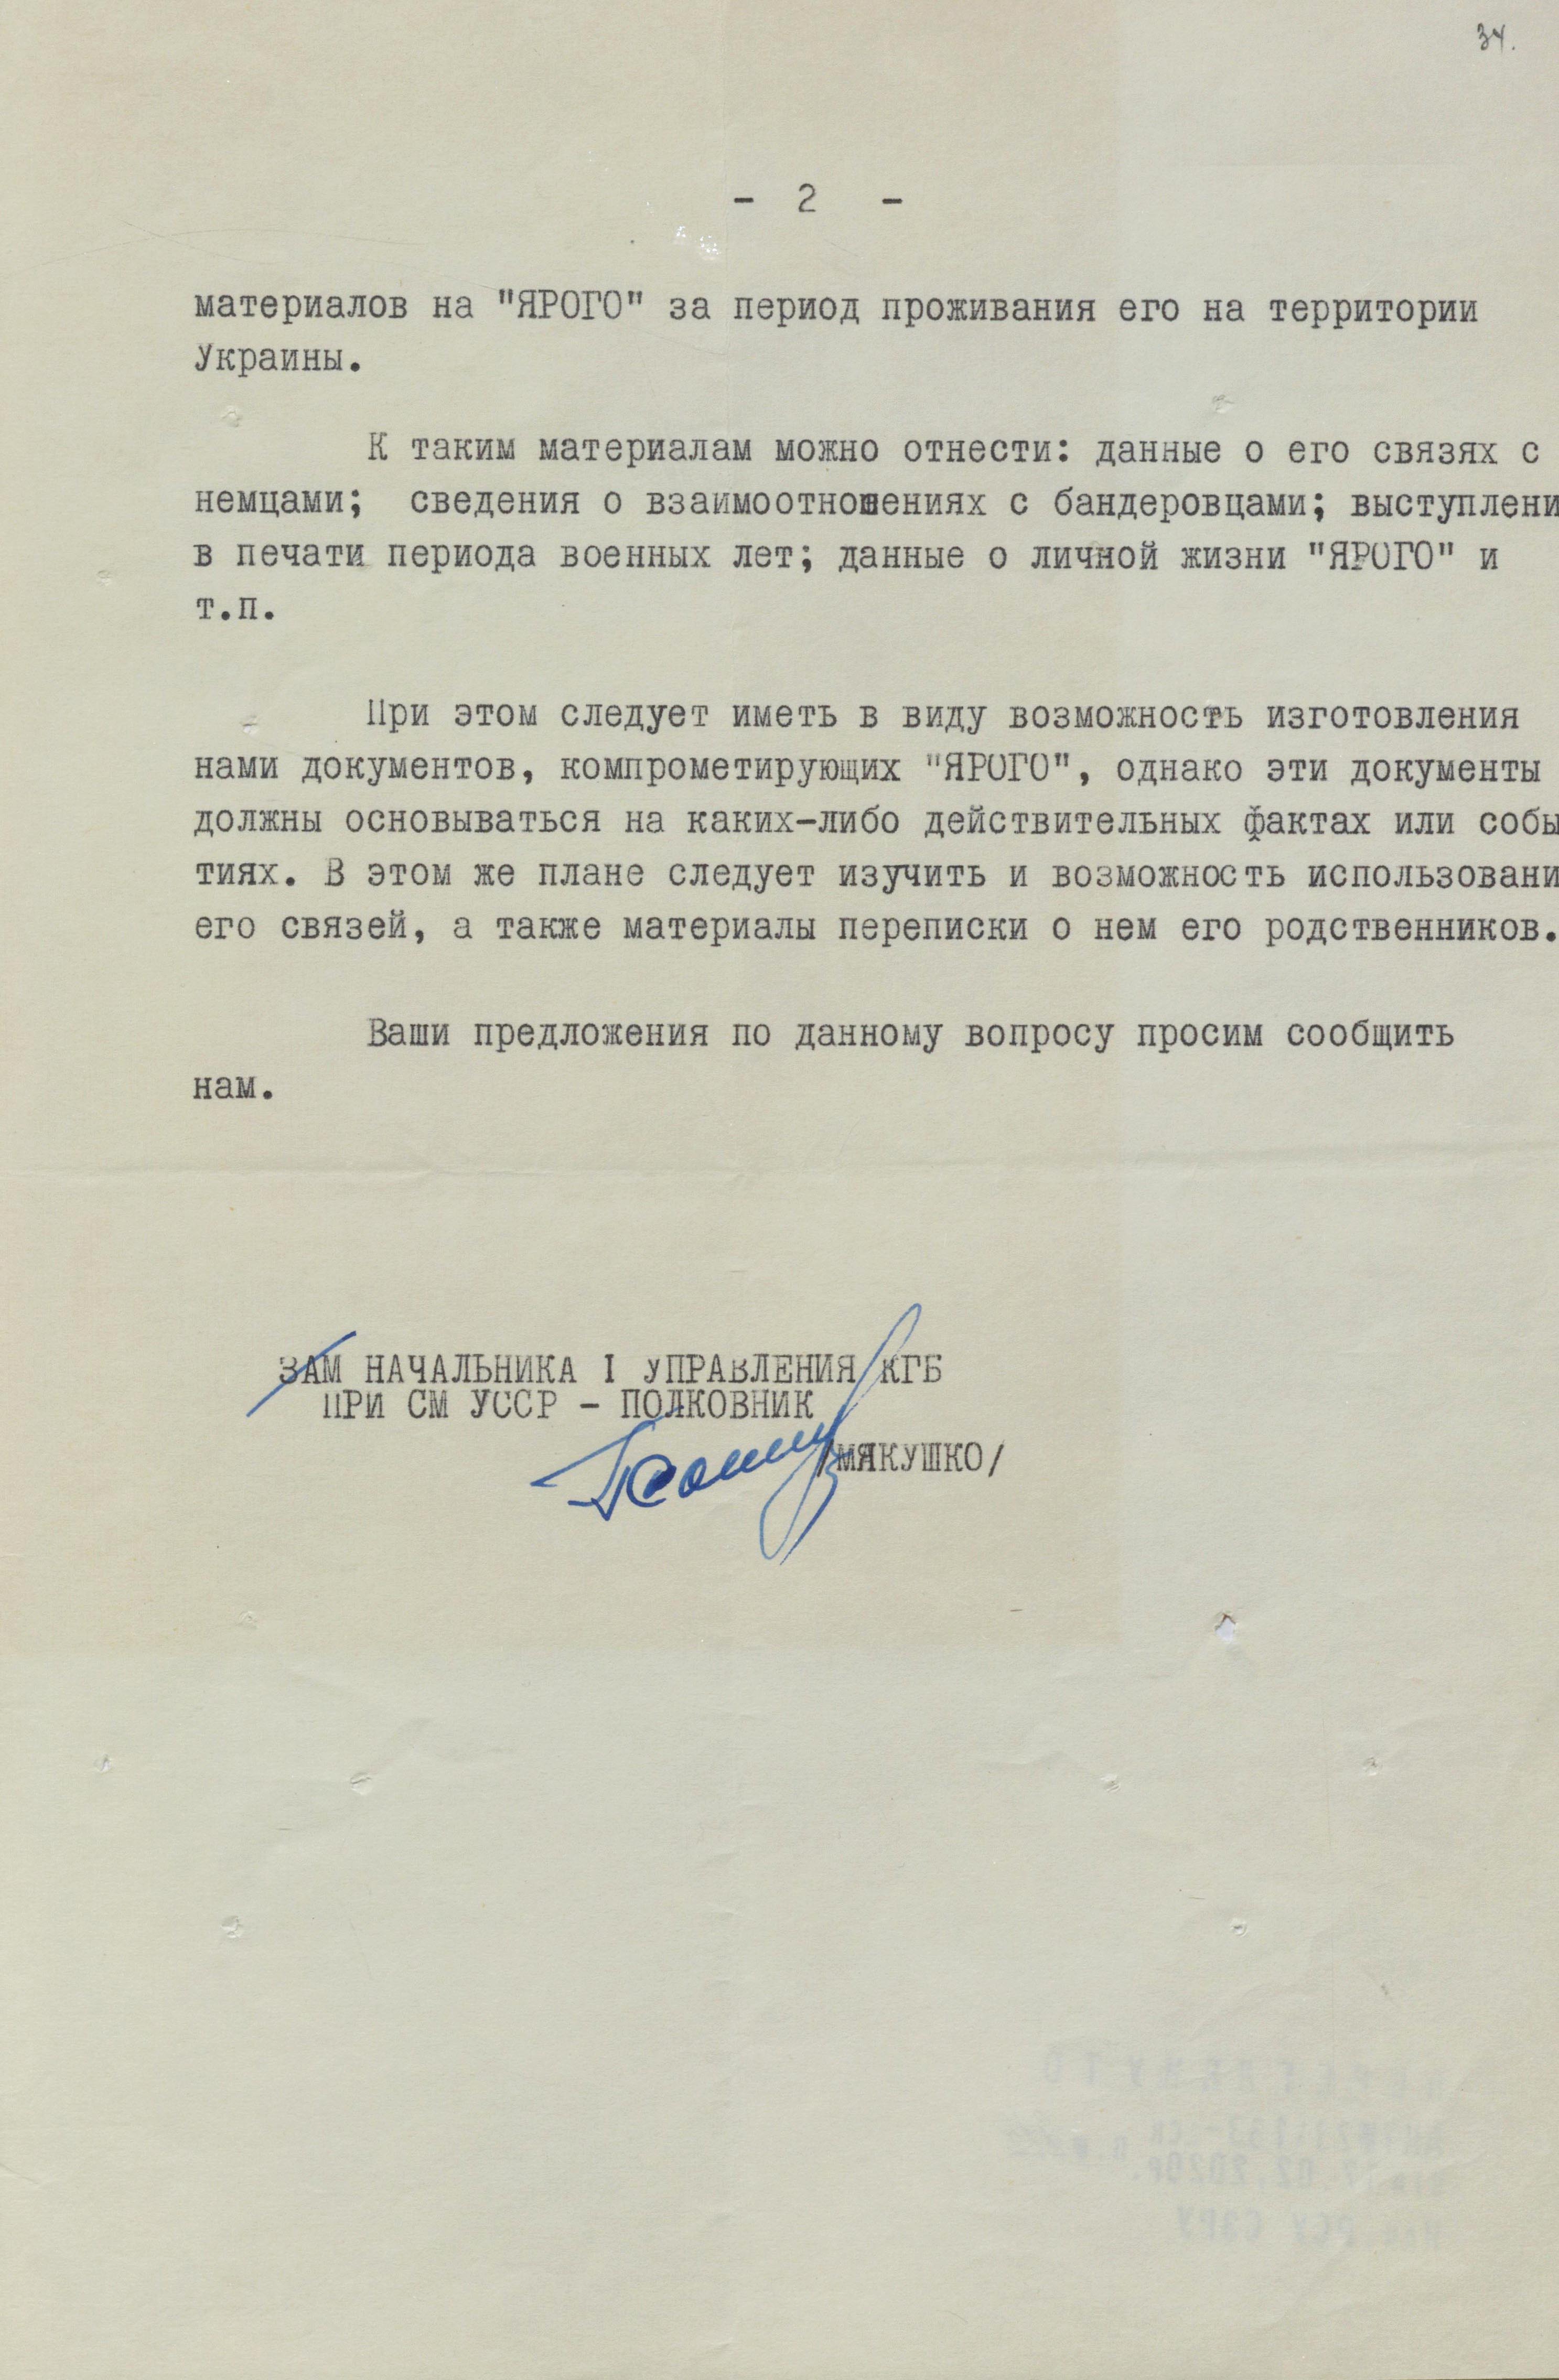 34.
- 2 -
материалов на "ЯРОГО" за период проживания его на территории
Украины.
К таким материалам можно отнести: данные о его связях с
немцами; сведения о взаимоотношениях с бандеровцами; выступлени
в печати периода военных лет; данные о личной жизни "ЯРОГО" и
т.п.
При этом следует иметь в виду возможность изготовления
нами документов, компрометирующих "ЯРОГО", однако эти документы
должны основываться на каких-либо действительных фактах или собы
тиях. В этом же плане следует изучить и возможность использовани
его связей, а также материалы переписки о нем его родственников.
Ваши предложения по данному вопросу просим сообщить
нам.
ЗАМ НАЧАЛЬНИКА I УПРАВЛЕНИЯ КГБ
ПРИ СМ УССР - ПОЛКОВНИК
/МЯКУШКО/